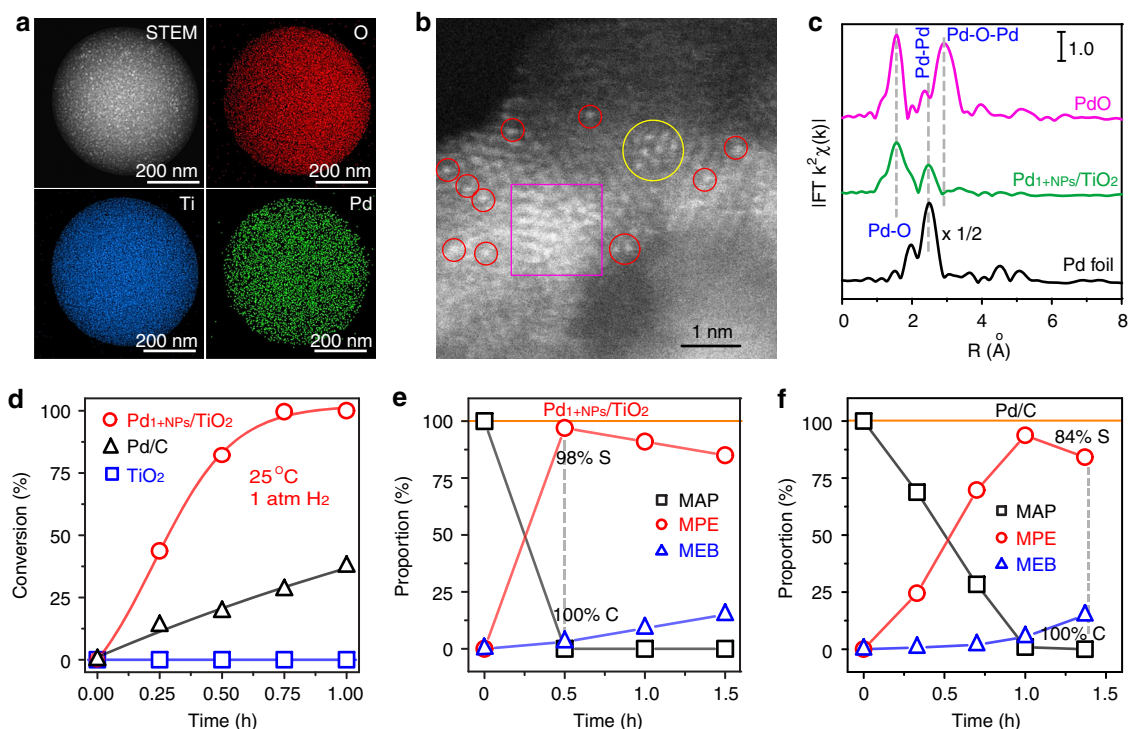 a
STEM
O
200 nm
200 nm
Ti
Pd
200 nm
200 nm
b
1 nm
c
Pd-O-Pd
1.0
Pd-Pd
PdO
Pd1+NPs/TiO2
Pd-O
x 1/2
Pd foil
|FT k²χ(k)|
0 2 4 6 8
R (Å)
d
100
75
50
25
0
Pd1+NPs/TiO2
Pd/C
TiO2
25°C
1 atm H2
Conversion (%)
0.00 0.25 0.50 0.75 1.00
Time (h)
e
100
75
50
25
0
Pd1+NPs/TiO2
98% S
MAP
MPE
MEB
100% C
Proportion (%)
0 0.5 1.0 1.5
Time (h)
f
100
75
50
25
0
Pd/C
84% S
MAP
MPE
MEB
100% C
Proportion (%)
0 0.5 1.0 1.5
Time (h)